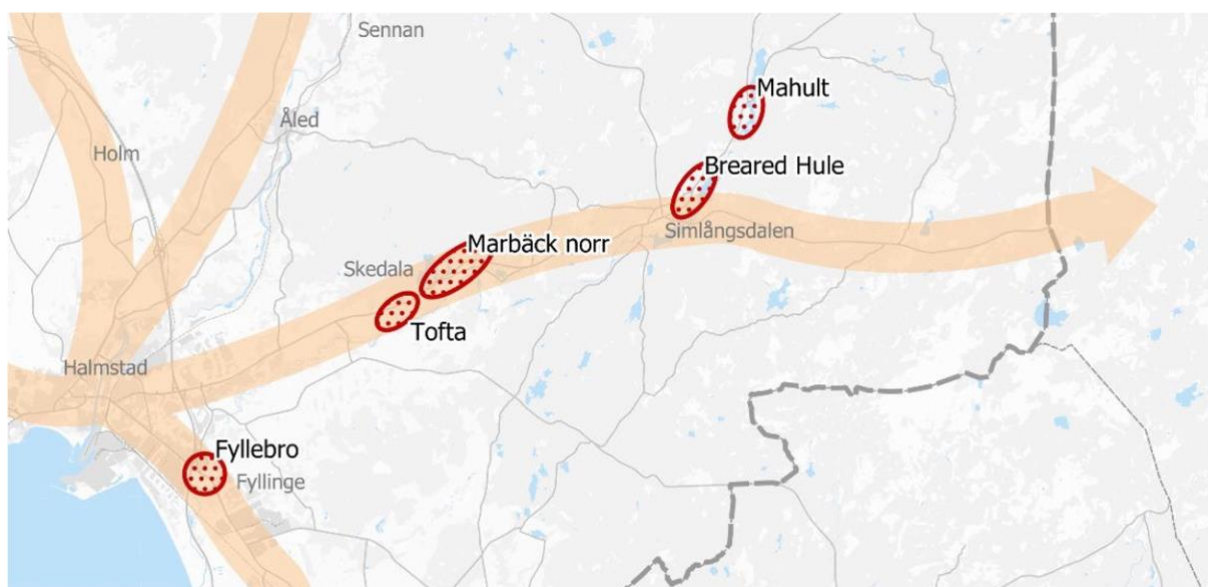 Sennan
Mahult
Åled
Holm
Breared Hule
Simlångsdalen
Marbäck norr
Skedala
Tofta
Halmstad
Fyllebro
Fyllinge